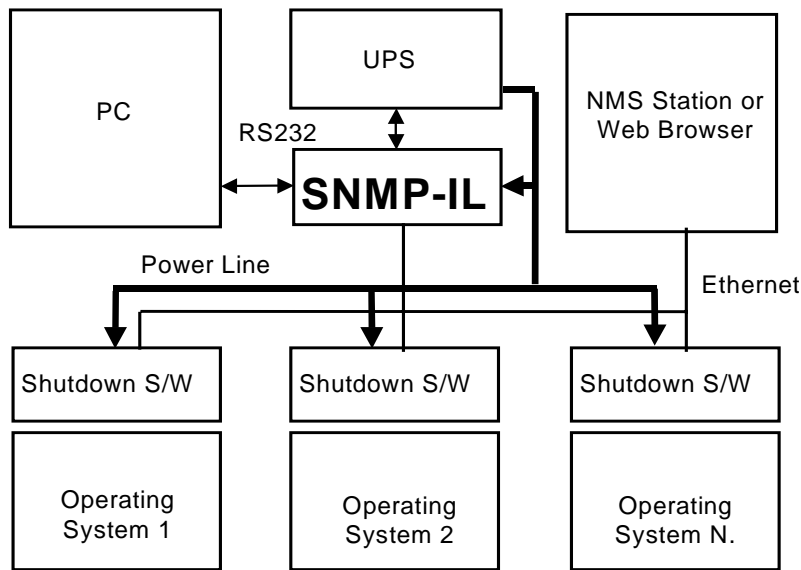 PC
UPS
NMS Station or
Web Browser
RS232
SNMP-IL
Power Line
Ethernet
Shutdown S/W
Shutdown S/W
Shutdown S/W
Operating
System 1
Operating
System 2
Operating
System N.